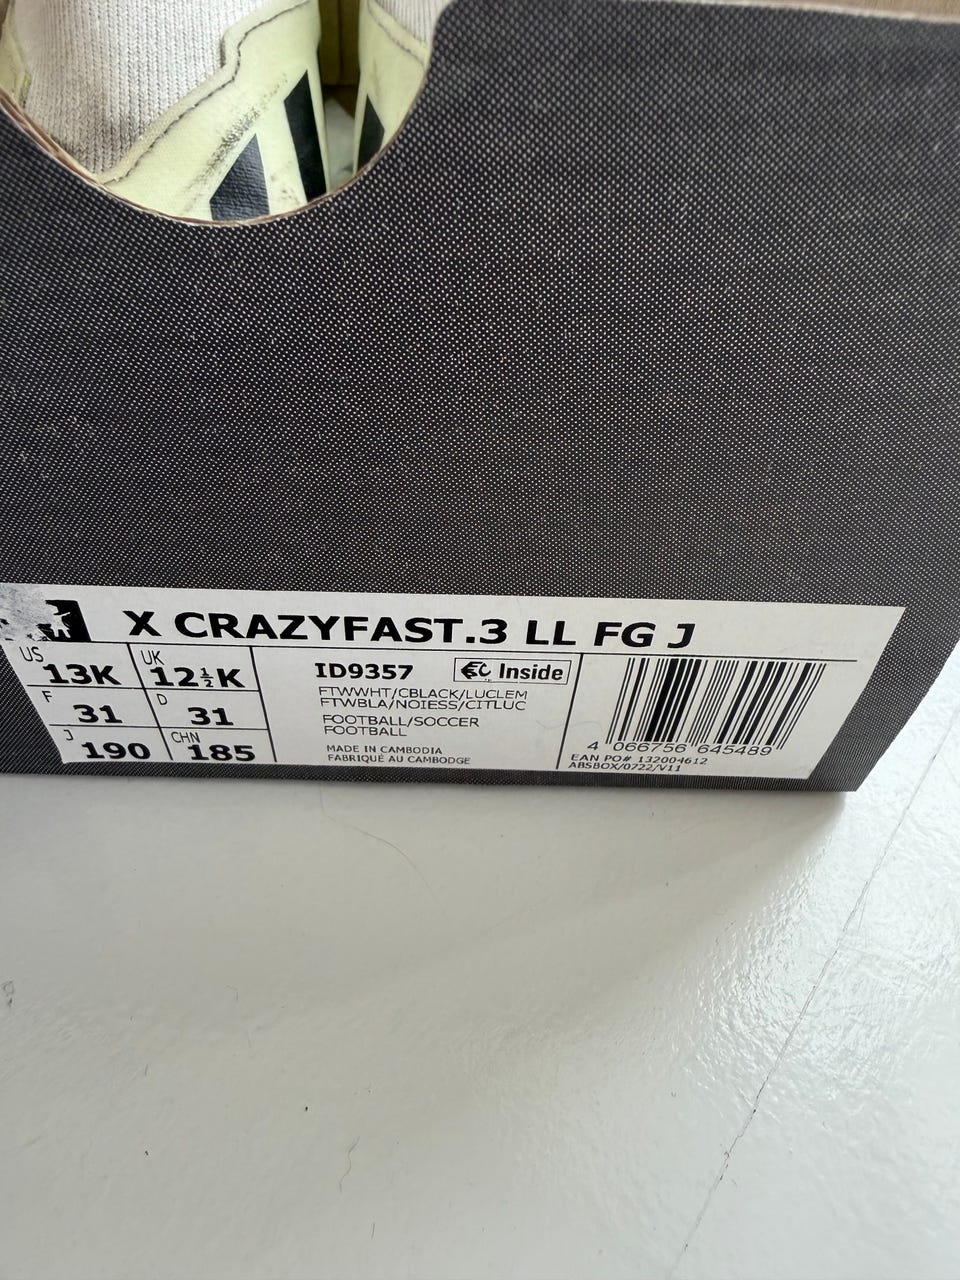 X CRAZYFAST.3 LL FG J
US 13K UK 12½K
F 31 D 31
J 190 CHN 185
ID9357 Inside
FTWWHT/CBLACK/LUCLEM
FTWBLA/NOIESS/CITLUC
FOOTBALL/SOCCER
FOOTBALL
MADE IN CAMBODIA
FABRIQUÉ AU CAMBODGE
4 066756 645489
EAN PO# 132004612
ABSBOX/0722/V11